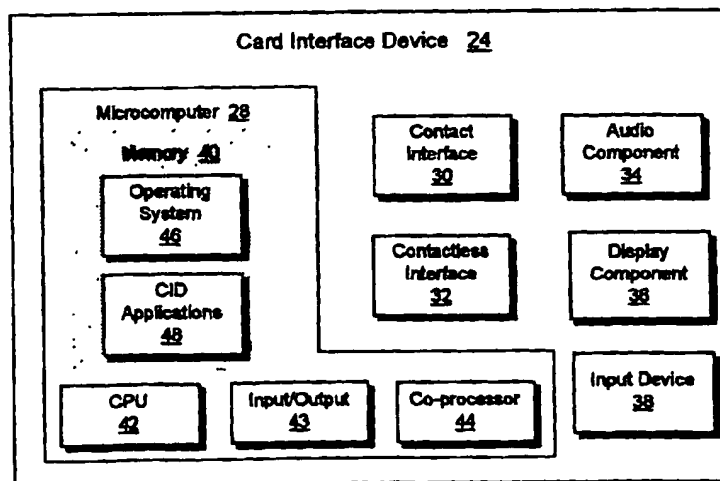 Card Interface Device 24
Microcomputer 28
Memory 40
Operating
System
46
CID
Applications
48
CPU
42
Input/Output
43
Co-processor
44
Contact
Interface
30
Audio
Component
34
Contactless
Interface
32
Display
Component
36
Input Device
38